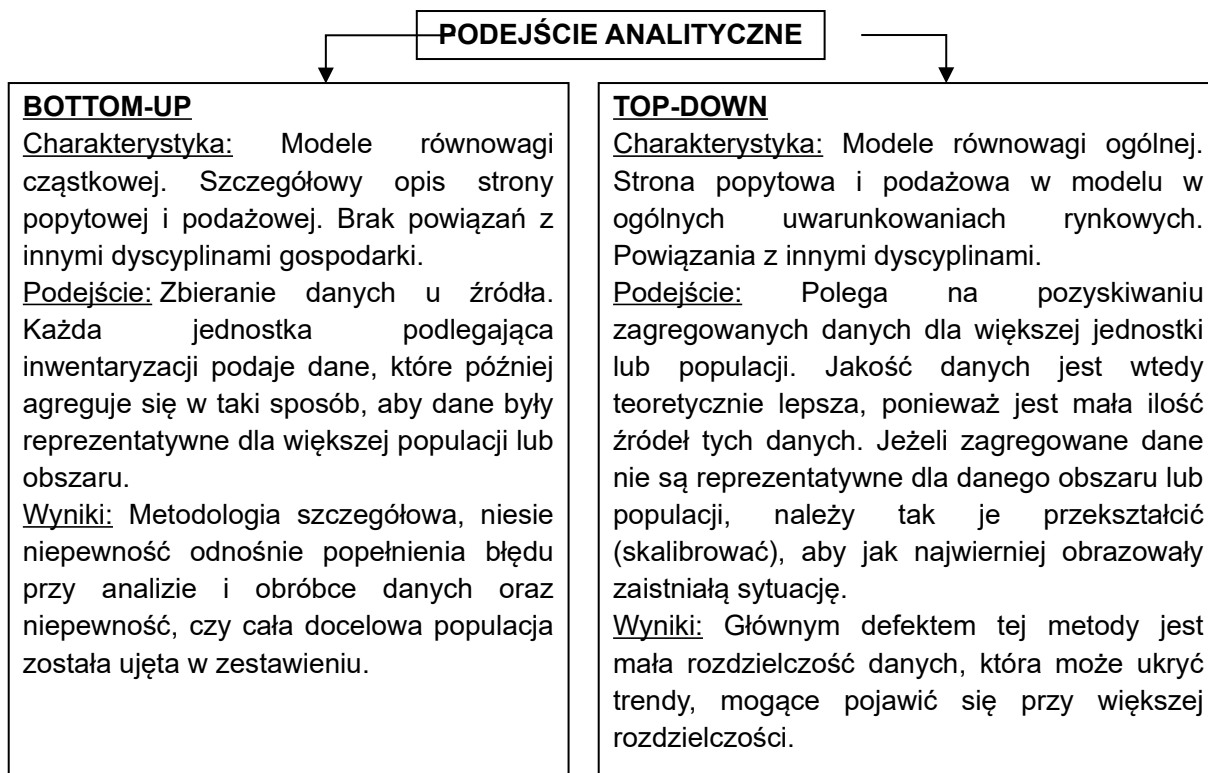 PODEJŚCIE ANALITYCZNE
BOTTOM-UP
Charakterystyka: Modele równowagi
cząstkowej. Szczegółowy opis strony
popytowej i podażowej. Brak powiązań z
innymi dyscyplinami gospodarki.
Podejście: Zbieranie danych u źródła.
Każda jednostka podlegająca
inwentaryzacji podaje dane, które później
agreguje się w taki sposób, aby dane były
reprezentatywne dla większej populacji lub
obszaru.
Wyniki: Metodologia szczegółowa, niesie
niepewność odnośnie popełnienia błędu
przy analizie i obróbce danych oraz
niepewność, czy cała docelowa populacja
została ujęta w zestawieniu.
TOP-DOWN
Charakterystyka: Modele równowagi ogólnej.
Strona popytowa i podażowa w modelu w
ogólnych uwarunkowaniach rynkowych.
Powiązania z innymi dyscyplinami.
Podejście: Polega na pozyskiwaniu
zagregowanych danych dla większej jednostki
lub populacji. Jakość danych jest wtedy
teoretycznie lepsza, ponieważ jest mała ilość
źródeł tych danych. Jeżeli zagregowane dane
nie są reprezentatywne dla danego obszaru lub
populacji, należy tak je przekształcić
(skalibrować), aby jak najwierniej obrazowały
zaistniałą sytuację.
Wyniki: Głównym defektem tej metody jest
mała rozdzielczość danych, która może ukryć
trendy, mogące pojawić się przy większej
rozdzielczości.